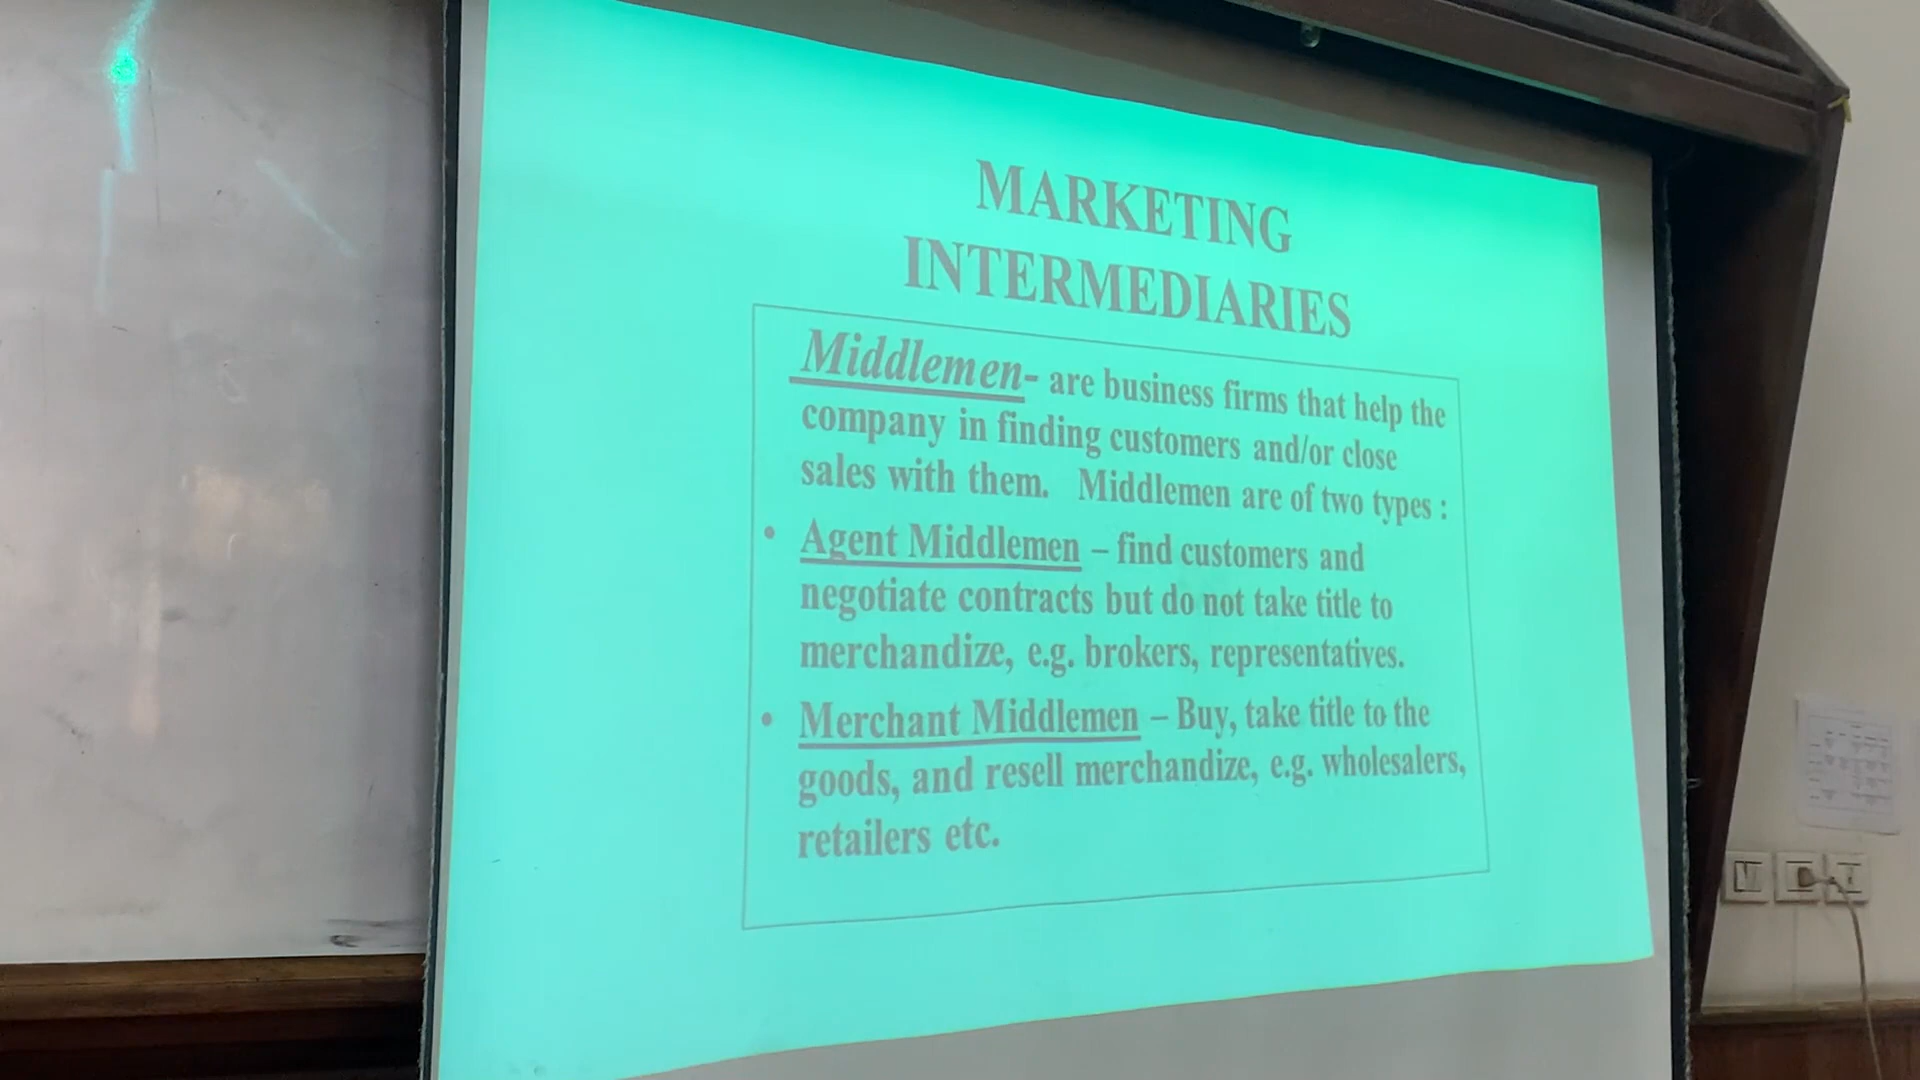 MARKETING
INTERMEDIARIES
Middlemen- are business firms that help the
company in finding customers and/or close
sales with them. Middlemen are of two types :
• Agent Middlemen – find customers and
negotiate contracts but do not take title to
merchandize, e.g. brokers, representatives.
• Merchant Middlemen – Buy, take title to the
goods, and resell merchandize, e.g. wholesalers,
retailers etc.